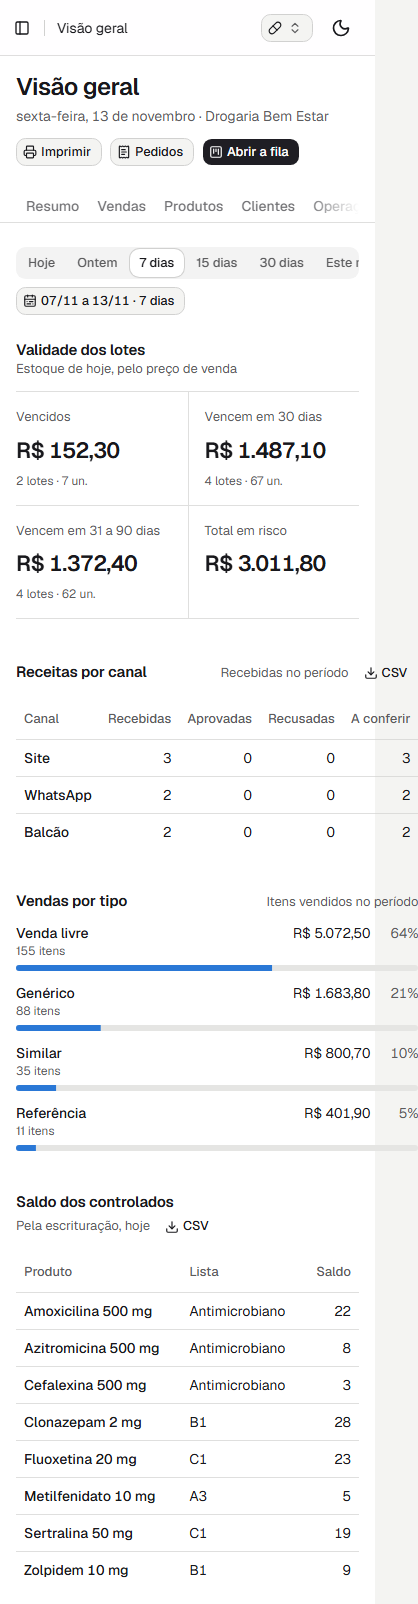 Visão geral
Visão geral
sexta-feira, 13 de novembro · Drogaria Bem Estar
Imprimir Pedidos Abrir a fila
Resumo Vendas Produtos Clientes Opera
Hoje Ontem 7 dias 15 dias 30 dias Este
07/11 a 13/11 · 7 dias
Validade dos lotes
Estoque de hoje, pelo preço de venda
Vencidos Vencem em 30 dias
R$ 152,30 R$ 1.487,10
2 lotes · 7 un. 4 lotes · 67 un.
Vencem em 31 a 90 dias Total em risco
R$ 1.372,40 R$ 3.011,80
4 lotes · 62 un.
Receitas por canal Recebidas no período CSV
Canal Recebidas Aprovadas Recusadas A conferir
Site 3 0 0 3
WhatsApp 2 0 0 2
Balcão 2 0 0 2
Vendas por tipo Itens vendidos no período
Venda livre R$ 5.072,50 64%
155 itens
Genérico R$ 1.683,80 21%
88 itens
Similar R$ 800,70 10%
35 itens
Referência R$ 401,90 5%
11 itens
Saldo dos controlados
Pela escrituração, hoje CSV
Produto Lista Saldo
Amoxicilina 500 mg Antimicrobiano 22
Azitromicina 500 mg Antimicrobiano 8
Cefalexina 500 mg Antimicrobiano 3
Clonazepam 2 mg B1 28
Fluoxetina 20 mg C1 23
Metilfenidato 10 mg A3 5
Sertralina 50 mg C1 19
Zolpidem 10 mg B1 9